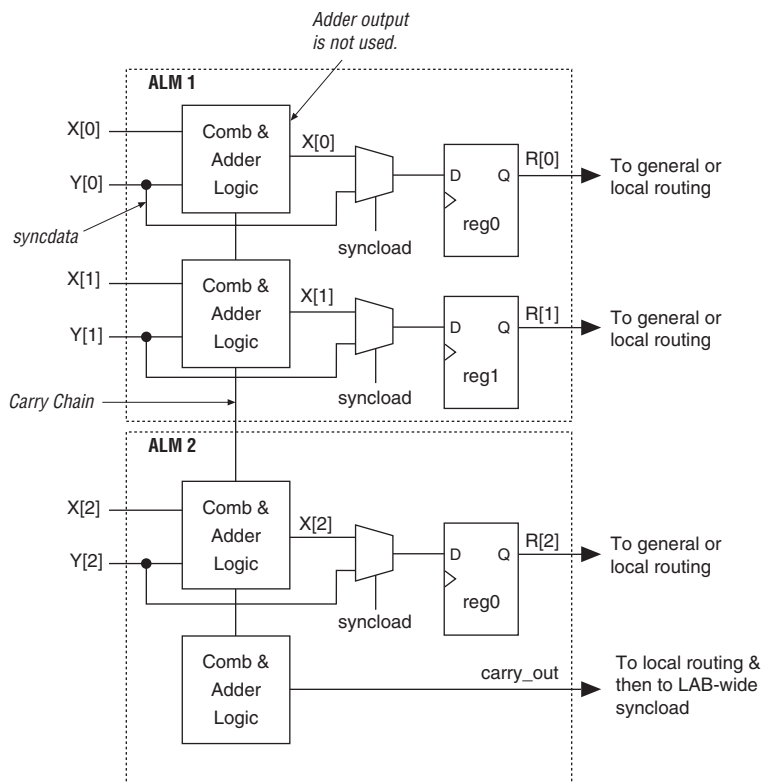 Adder output
is not used.
ALM 1
X[0]
Comb &
Adder
Logic
X[0]
Y[0]
D Q
R[0]
To general or
local routing
reg0
syncdata
syncload
X[1]
Comb &
Adder
Logic
X[1]
Y[1]
D Q
R[1]
To general or
local routing
reg1
syncload
Carry Chain
ALM 2
X[2]
Comb &
Adder
Logic
X[2]
Y[2]
D Q
R[2]
To general or
local routing
reg0
syncload
Comb &
Adder
Logic
carry_out
To local routing &
then to LAB-wide
syncload